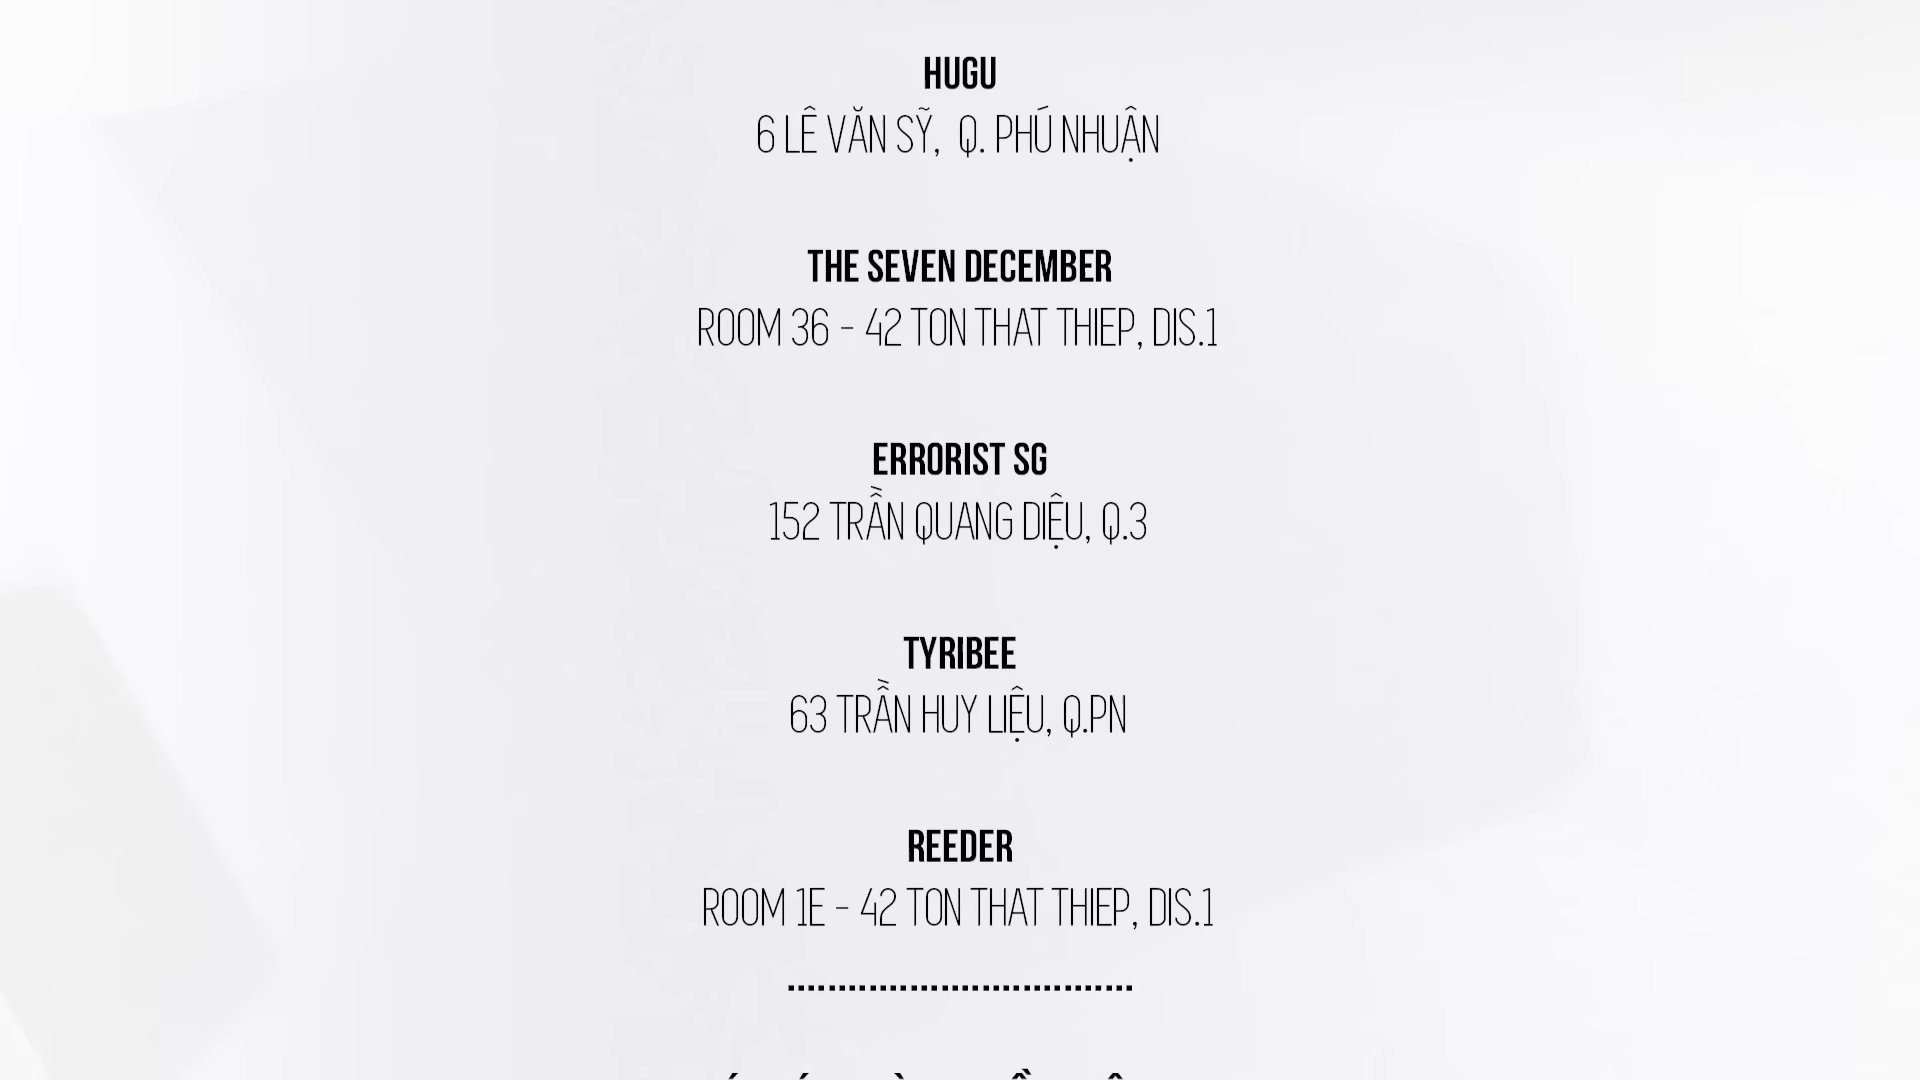 HUGU
6 LÊ VĂN SỸ, Q. PHÚ NHUẬN
THE SEVEN DECEMBER
ROOM 36 - 42 TON THAT THIEP, DIS.1
ERRORIST SG
152 TRẦN QUANG DIỆU, Q.3
TYRIBEE
63 TRẦN HUY LIỆU, Q.PN
REEDER
ROOM 1E - 42 TON THAT THIEP, DIS.1
..................................